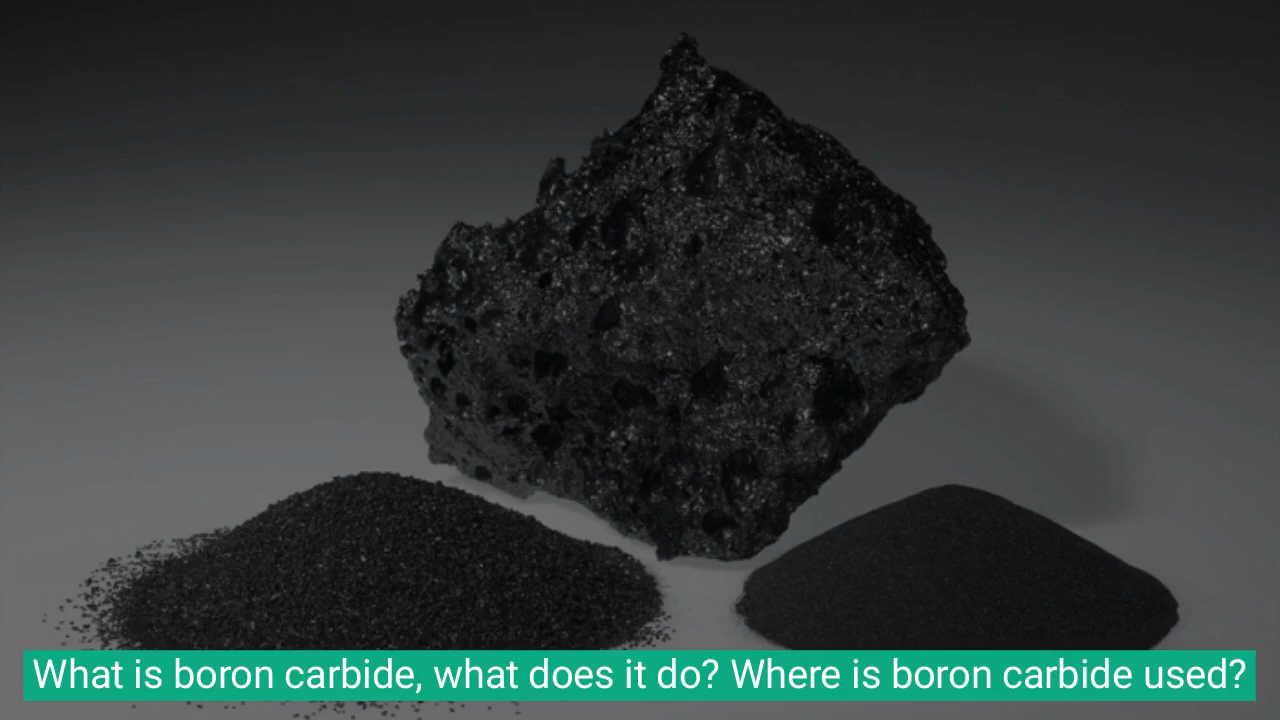 What is boron carbide, what does it do? Where is boron carbide used?